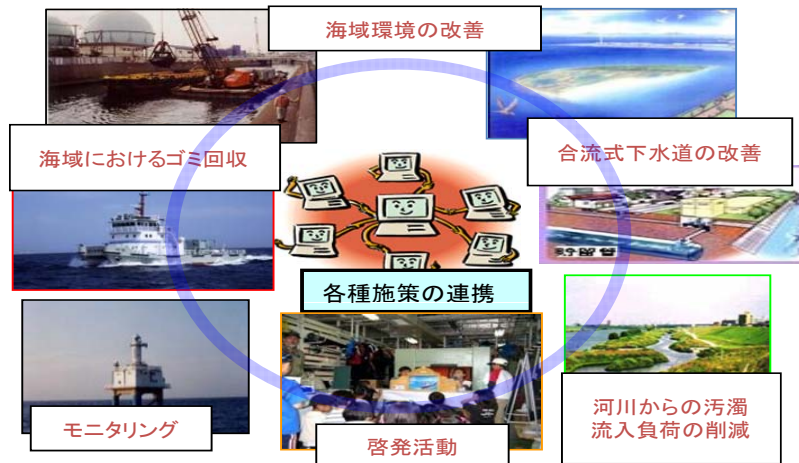 海域環境の改善
海域におけるゴミ回収
合流式下水道の改善
貯留管
各種施策の連携
モニタリング
啓発活動
河川からの汚濁
流入負荷の削減